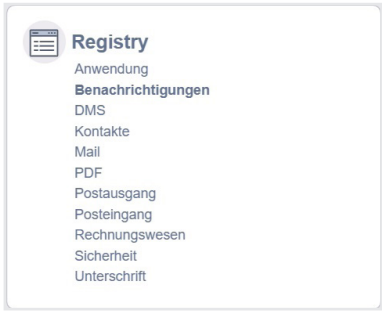 Registry
Anwendung
Benachrichtigungen
DMS
Kontakte
Mail
PDF
Postausgang
Posteingang
Rechnungswesen
Sicherheit
Unterschrift